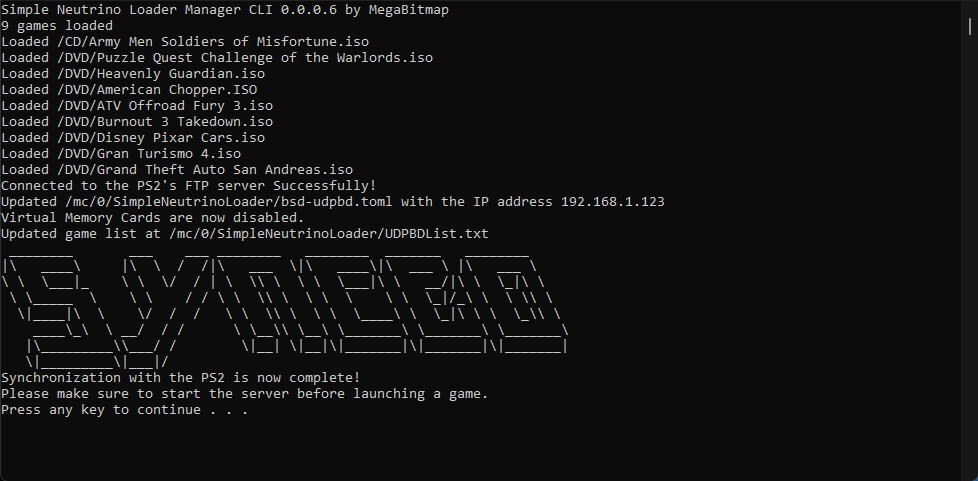 Simple Neutrino Loader Manager CLI 0.0.0.6 by MegaBitmap
9 games loaded
Loaded /CD/Army Men Soldiers of Misfortune.iso
Loaded /DVD/Puzzle Quest Challenge of the Warlords.iso
Loaded /DVD/Heavenly Guardian.iso
Loaded /DVD/American Chopper.ISO
Loaded /DVD/ATV Offroad Fury 3.iso
Loaded /DVD/Burnout 3 Takedown.iso
Loaded /DVD/Disney Pixar Cars.iso
Loaded /DVD/Gran Turismo 4.iso
Loaded /DVD/Grand Theft Auto San Andreas.iso
Connected to the PS2's FTP server Successfully!
Updated /mc/0/SimpleNeutrinoLoader/bsd-udpbd.toml with the IP address 192.168.1.123
Virtual Memory Cards are now disabled.
Updated game list at /mc/0/SimpleNeutrinoLoader/UDPBDList.txt
SYNCED
Synchronization with the PS2 is now complete!
Please make sure to start the server before launching a game.
Press any key to continue . . .